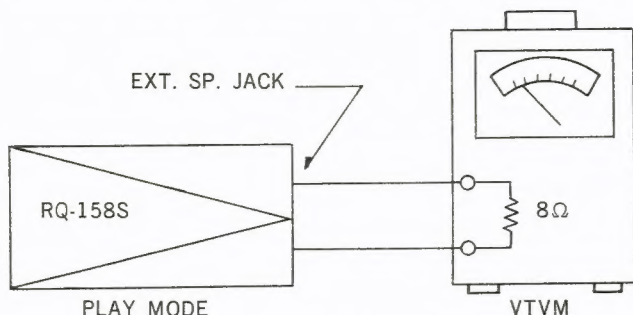 EXT. SP. JACK
RQ-158S
8Ω
PLAY MODE
VTVM